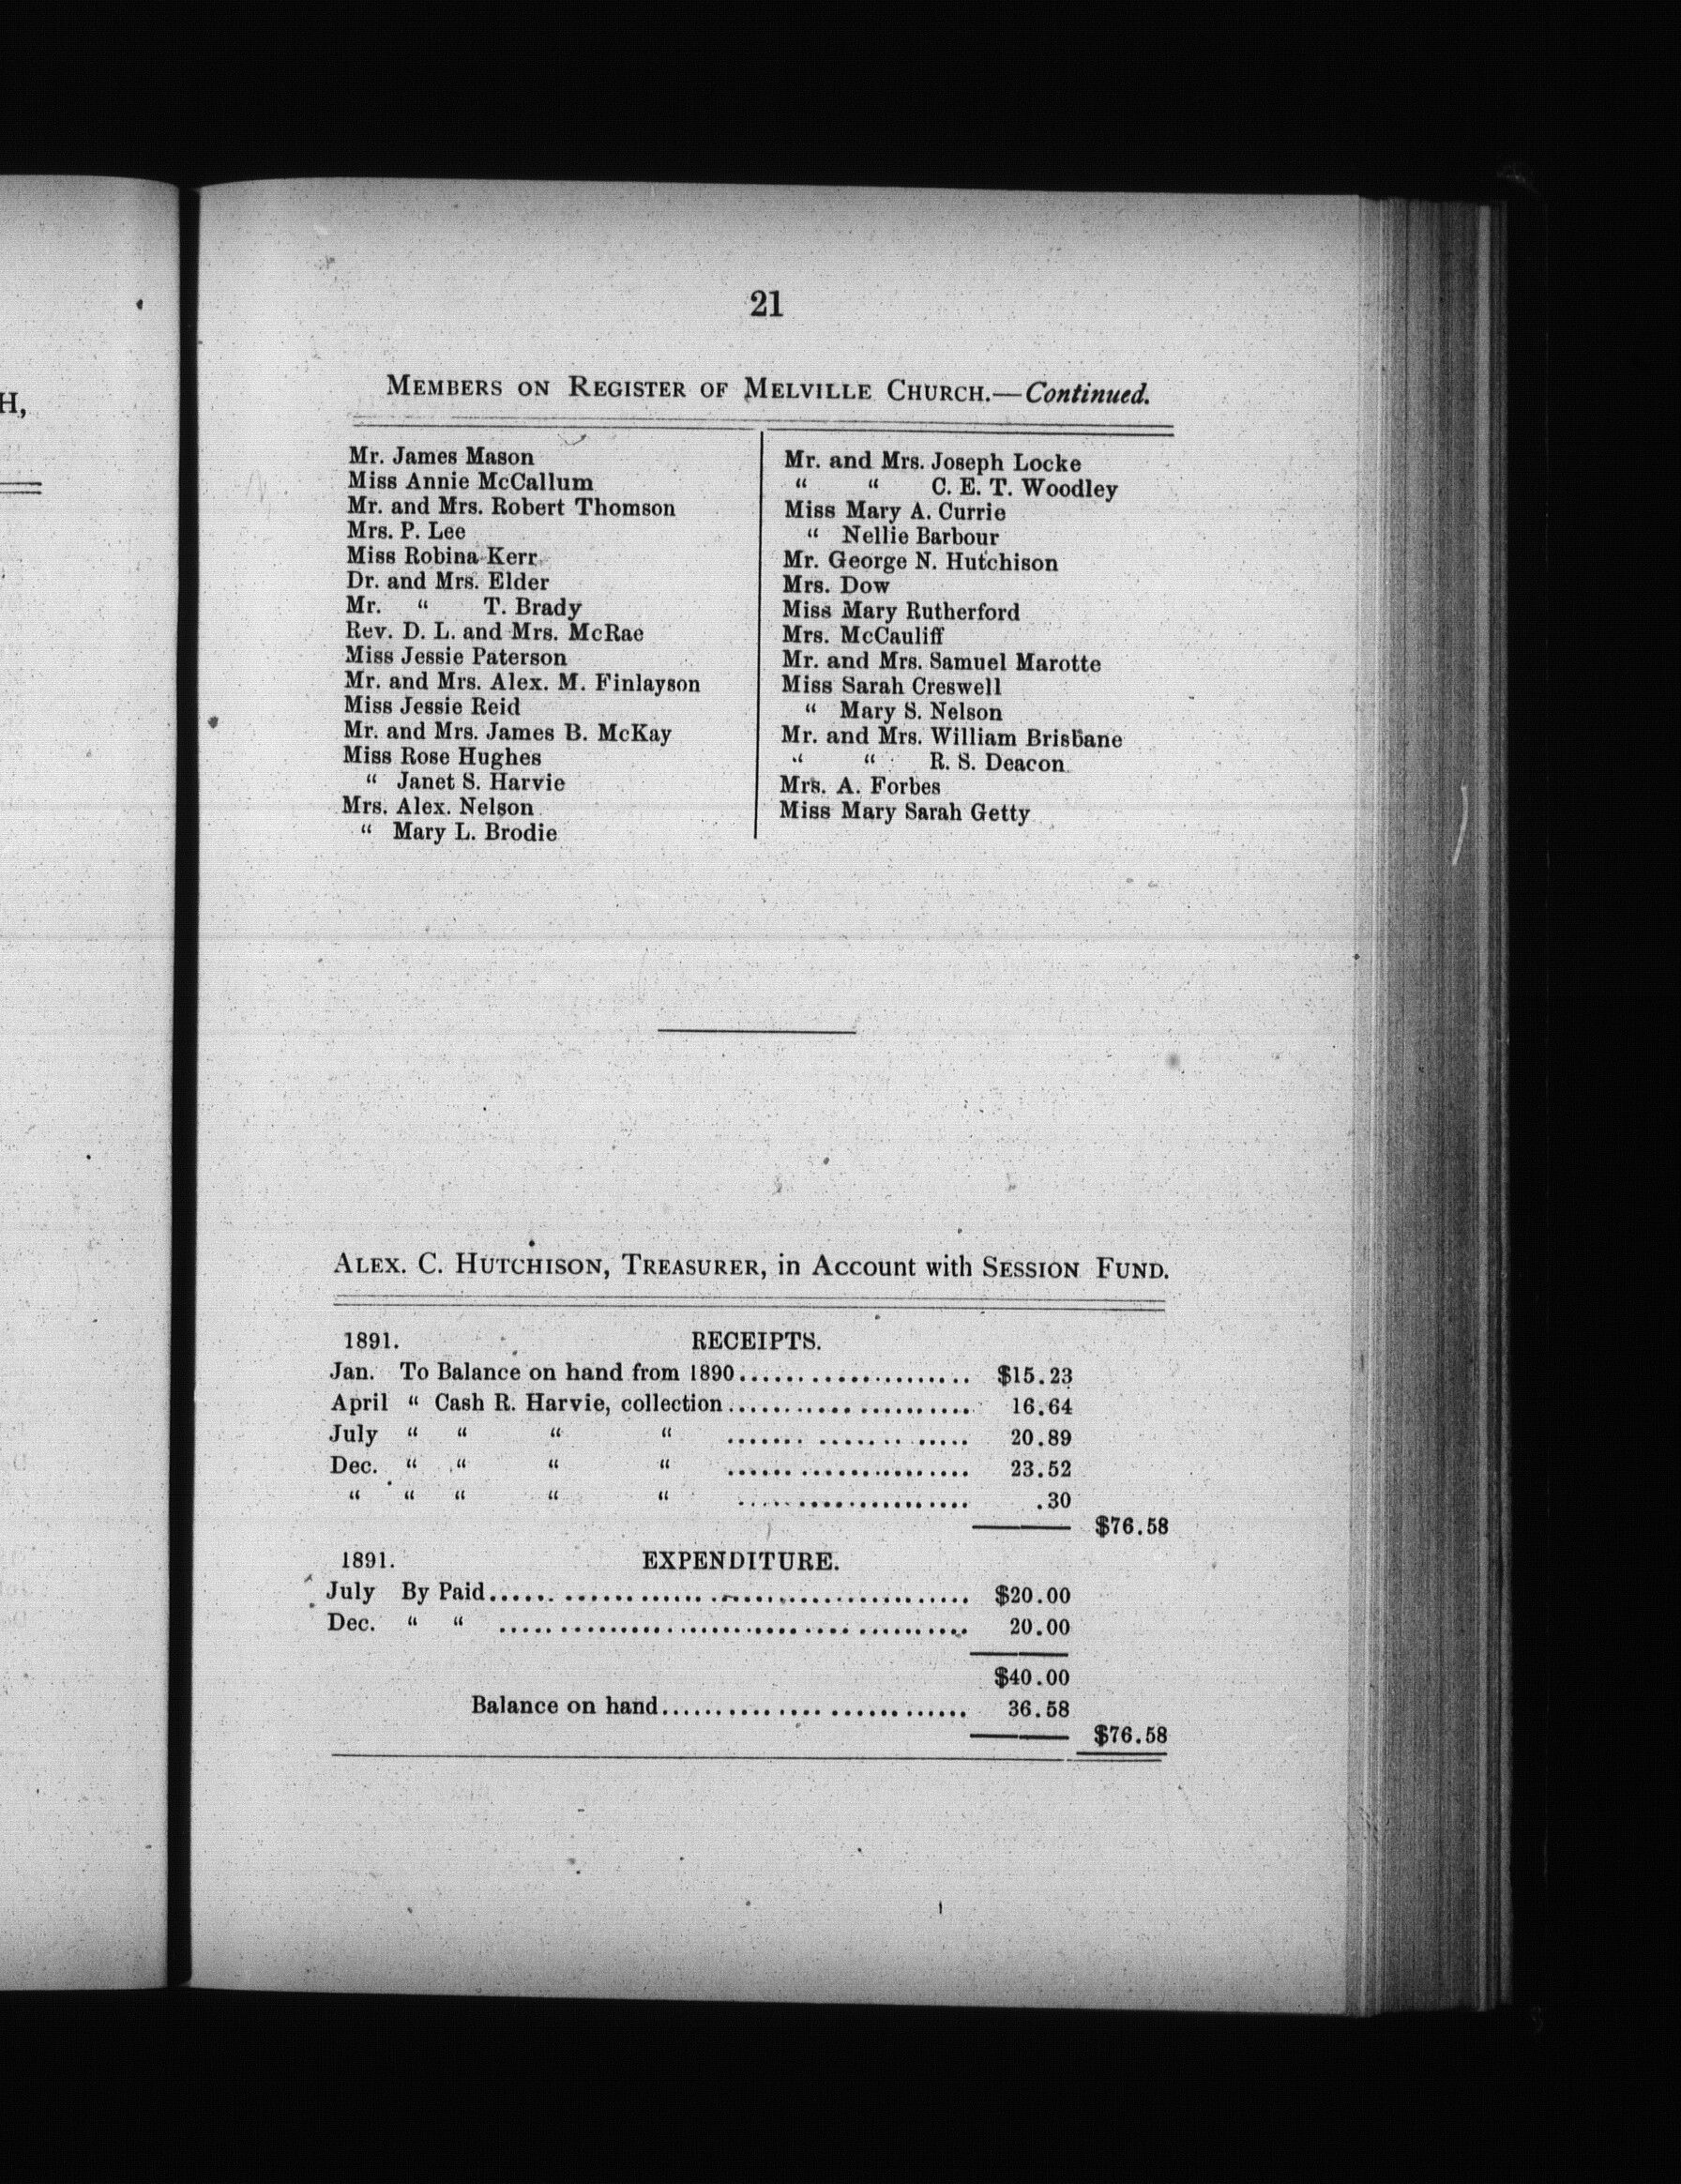 H,
21
MEMBERS ON REGISTER OF MELVILLE CHURCH.—Continued.
Mr. James Mason
Miss Annie McCallum
Mr. and Mrs. Robert Thomson
Mrs. P. Lee
Miss Robina Kerr
Dr. and Mrs. Elder
Mr. “ T. Brady
Rev. D. L. and Mrs. McRae
Miss Jessie Paterson
Mr. and Mrs. Alex. M. Finlayson
Miss Jessie Reid
Mr. and Mrs. James B. McKay
Miss Rose Hughes
“ Janet S. Harvie
Mrs. Alex. Nelson
“ Mary L. Brodie
Mr. and Mrs. Joseph Locke
“ “ C. E. T. Woodley
Miss Mary A. Currie
“ Nellie Barbour
Mr. George N. Hutchison
Mrs. Dow
Miss Mary Rutherford
Mrs. McCauliff
Mr. and Mrs. Samuel Marotte
Miss Sarah Creswell
“ Mary S. Nelson
Mr. and Mrs. William Brisbane
“ “ R. S. Deacon
Mrs. A. Forbes
Miss Mary Sarah Getty
ALEX. C. HUTCHISON, TREASURER, in Account with SESSION FUND.
1891. RECEIPTS.
Jan. To Balance on hand from 1890.................... $15.23
April “ Cash R. Harvie, collection..................... 16.64
July “ “ “ “ .................... 20.89
Dec. “ “ “ “ .................... 23.52
“ “ “ “ “ .................... .30
$76.58
1891. EXPENDITURE.
July By Paid........................................ $20.00
Dec. “ “ ........................................ 20.00
$40.00
Balance on hand......................... 36.58
$76.58